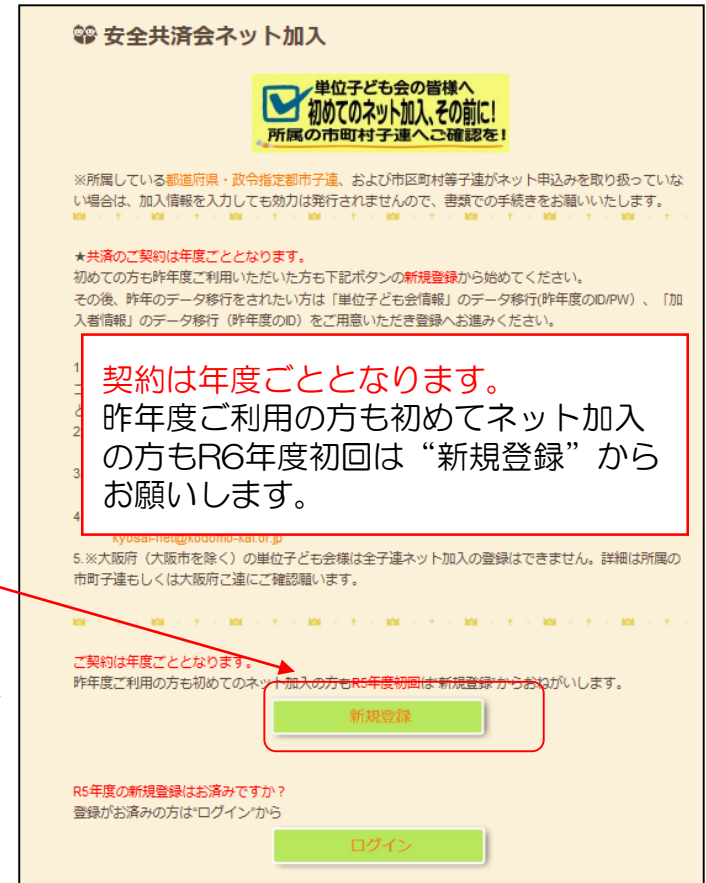 安全共済会ネット加入
単位子ども会の皆様へ
初めてのネット加入、その前に!
所属の市町村子連へご確認を!
※所属している都道府県・政令指定都市子連、および市区町村等子連がネット申込みを取り扱っていな
い場合は、加入情報を入力しても効力は発行されませんので、書類での手続きをお願いいたします。
★共済のご契約は年度ごととなります。
初めての方も昨年度ご利用いただいた方も下記ボタンの新規登録から始めてください。
その後、昨年のデータ移行をされたい方は「単位子ども会情報」のデータ移行(昨年度のID/PW）、「加
入者情報」のデータ移行（昨年度のID）をご用意いただき登録へお進みください。
1
契約は年度ごととなります。
昨年度ご利用の方も初めてネット加入
の方もR6年度初回は“新規登録”から
お願いします。
2
3
4
kyosai-net@kodomo-kai.or.jp
5.※大阪府（大阪市を除く）の単位子ども会様は全子連ネット加入の登録はできません。詳細は所属の
市町子連もしくは大阪府こ連にご確認願います。
ご契約は年度ごととなります。
昨年度ご利用の方も初めてのネット加入の方もR5年度初回は“新規登録”からおねがいします。
新規登録
R5年度の新規登録はお済みですか？
登録がお済みの方は“ログイン”から
ログイン